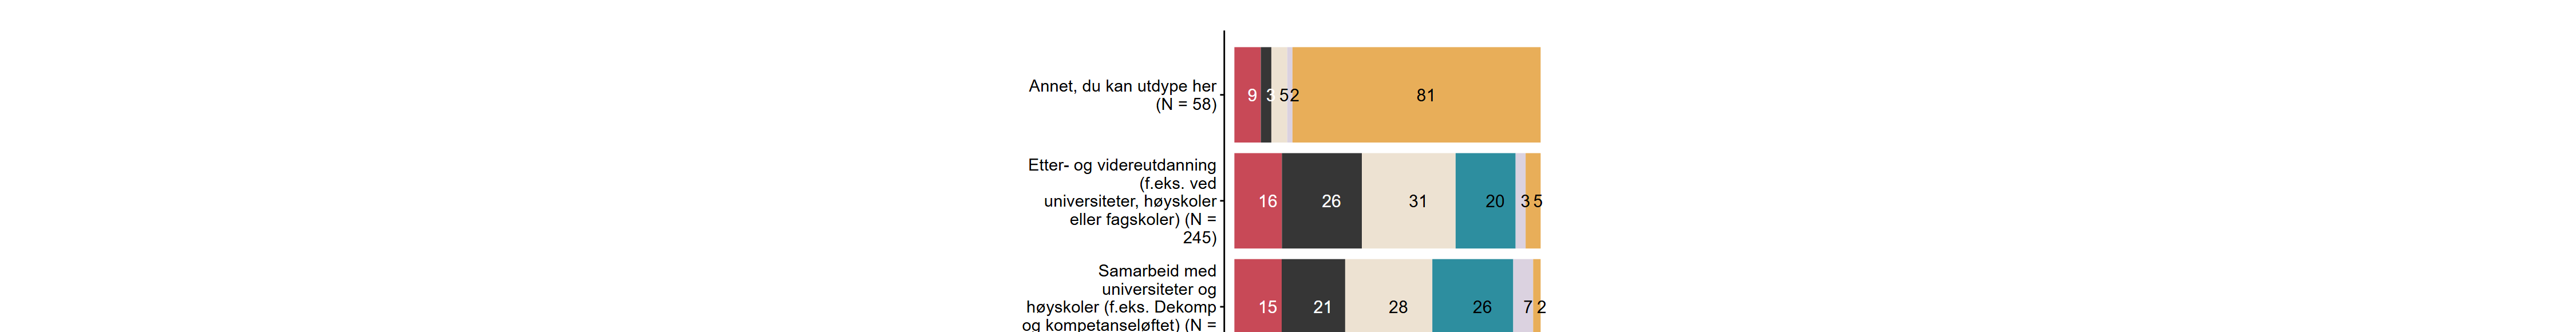 Annet, du kan utdype her
(N = 58)
9 3 5 2 81
Etter- og videreutdanning
(f.eks. ved
universiteter, høyskoler
eller fagskoler) (N =
245)
16 26 31 20 3 5
Samarbeid med
universiteter og
høyskoler (f.eks. Dekomp
og kompetanseløftet) (N =
15 21 28 26 7 2